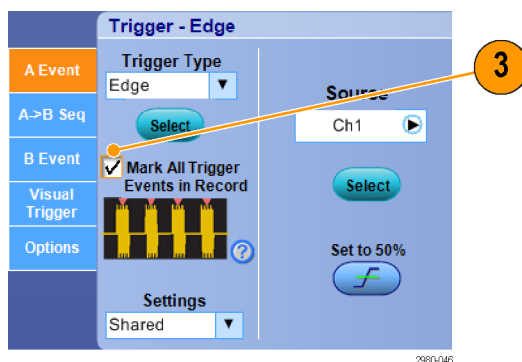 Trigger - Edge
A Event
A->B Seq
B Event
Visual
Trigger
Options
Trigger Type
Edge
Select
Mark All Trigger
Events in Record
?
Settings
Shared
Source
Ch1
Select
Set to 50%
3
2980-046